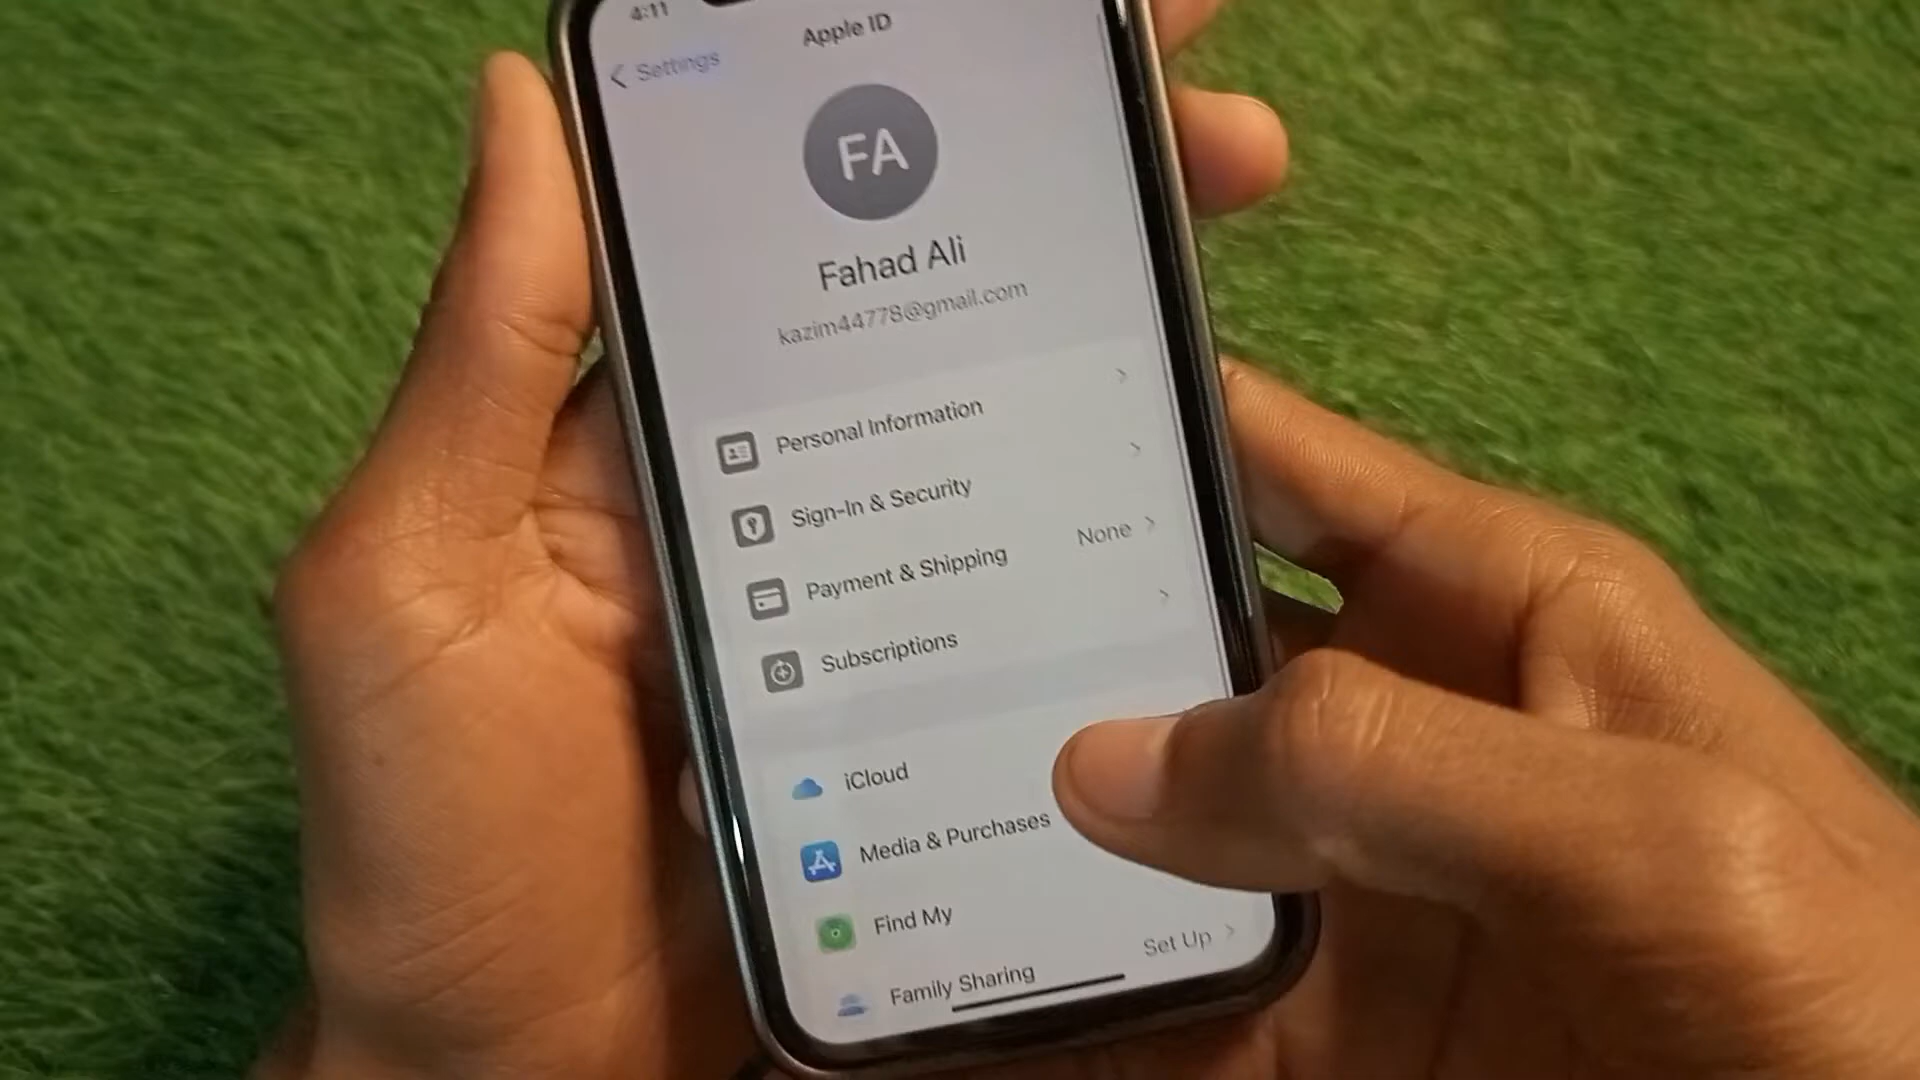 4:11
Apple ID
Settings
FA
Fahad Ali
kazim44778@gmail.com
Personal Information
Sign-In & Security
Payment & Shipping None
Subscriptions
iCloud
Media & Purchases
Find My
Family Sharing Set Up